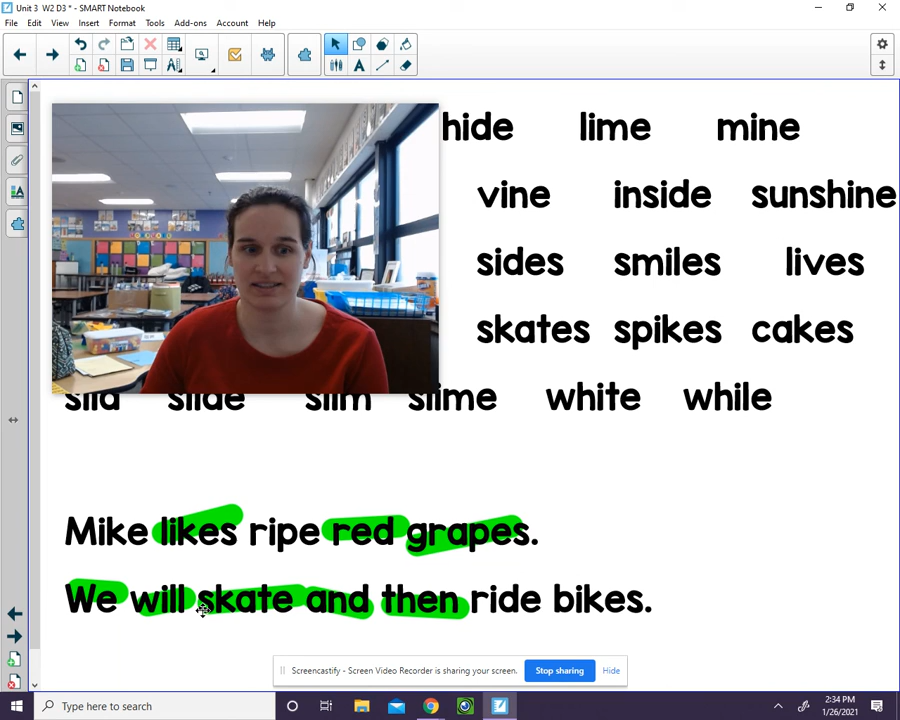 Unit 3 W2 D3 * - SMART Notebook
File Edit View Insert Format Tools Add-ons Account Help
hide lime mine
vine inside sunshine
sides smiles lives
skates spikes cakes
slid slide slim slime white while
Mike likes ripe red grapes.
We will skate and then ride bikes.
Screencastify - Screen Video Recorder is sharing your screen. Stop sharing Hide
Type here to search
2:34 PM
1/26/2021